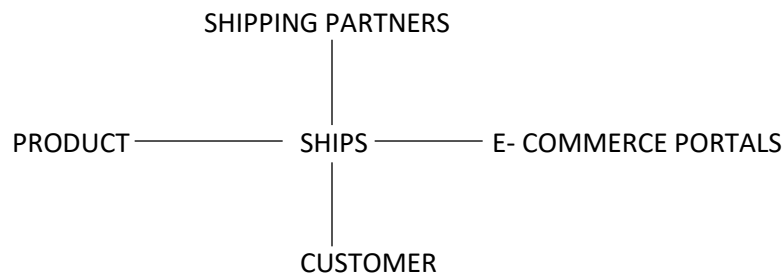 SHIPPING PARTNERS
PRODUCT SHIPS E- COMMERCE PORTALS
CUSTOMER